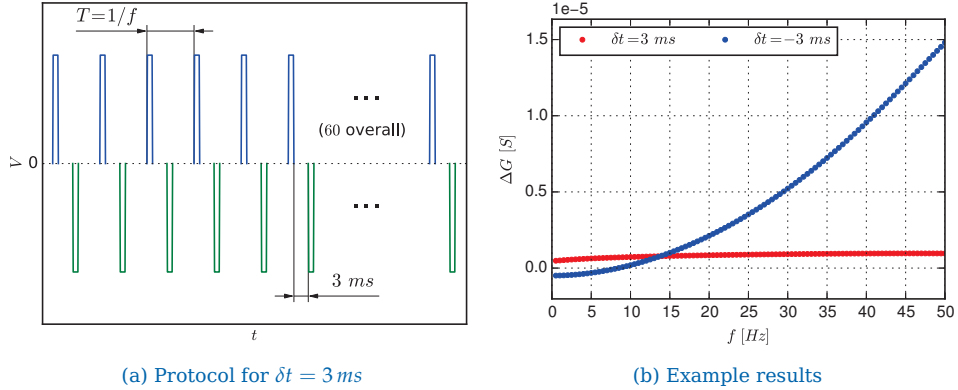 T=1/f
V
0
(60 overall)
3 ms
t
(a) Protocol for δt = 3 ms
1e−5
δt=3 ms
δt=−3 ms
ΔG [S]
1.5
1.0
0.5
0.0
0 5 10 15 20 25 30 35 40 45 50
f [Hz]
(b) Example results